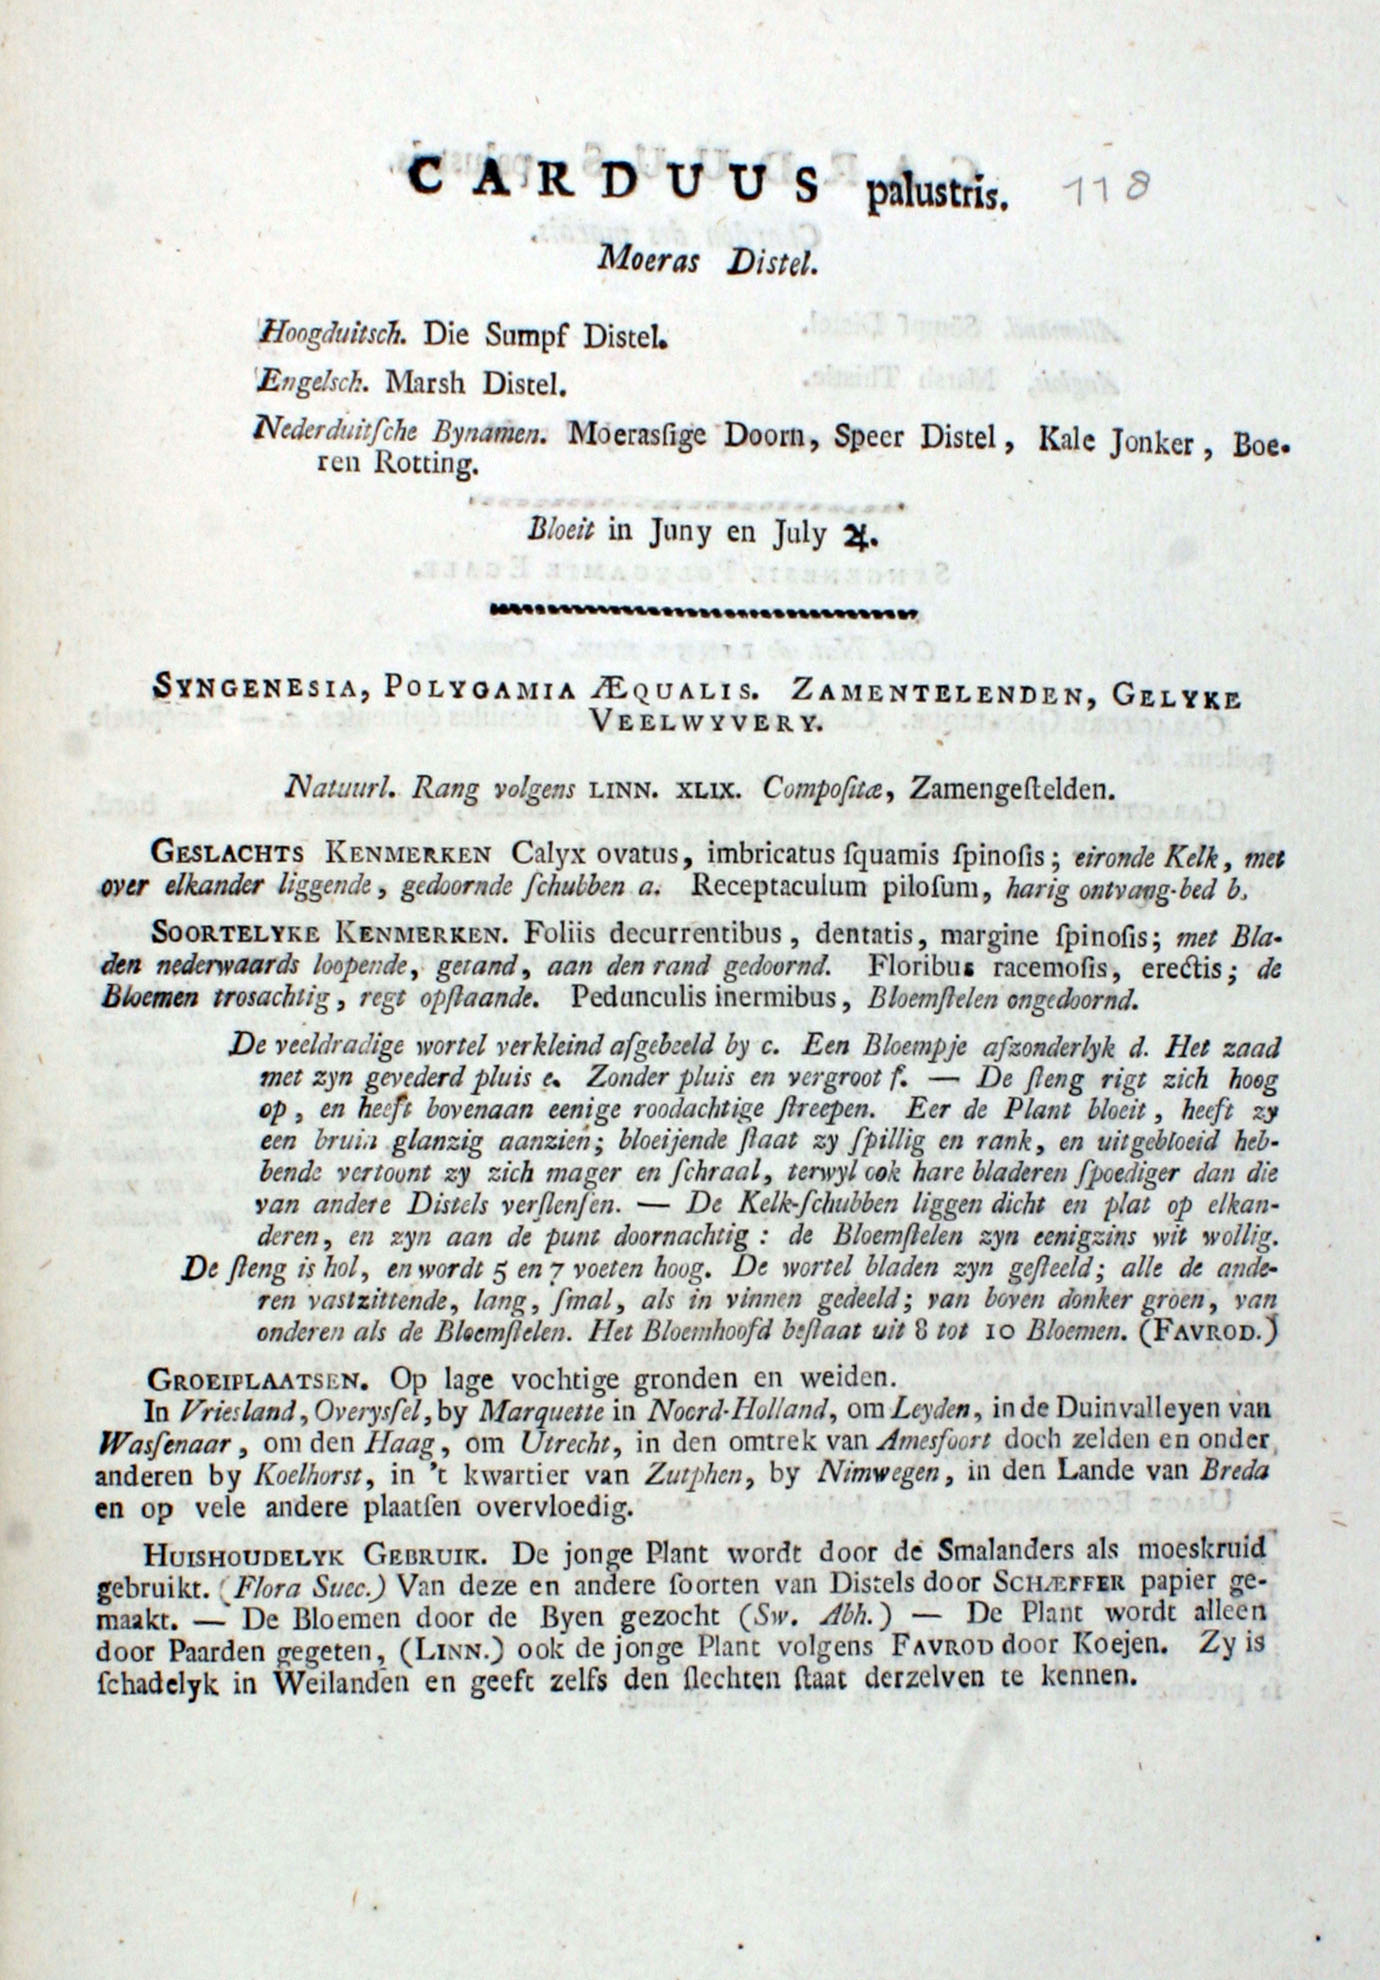 CARDUUS palustris. 118
Moeras Distel.
Hoogduitsch. Die Sumpf Distel.
Engelsch. Marsh Distel.
Nederduitſche Bynamen. Moerasſige Doorn, Speer Distel, Kale Jonker, Boe-
ren Rotting.
Bloeit in Juny en July ♃.
SYNGENESIA, POLYGAMIA ÆQUALIS. ZAMENTELENDEN, GELYKE
VEELWYVERY.
Natuurl. Rang volgens LINN. XLIX. Compoſitæ, Zamengeſtelden.
GESLACHTS KENMERKEN Calyx ovatus, imbricatus ſquamis ſpinoſis; eironde Kelk, met
over elkander liggende, gedoornde ſchubben a. Receptaculum piloſum, harig ontvang-bed b.
SOORTELYKE KENMERKEN. Foliis decurrentibus, dentatis, margine ſpinoſis; met Bla-
den nederwaards loopende, getand, aan den rand gedoornd. Floribus racemoſis, erectis; de
Bloemen trosachtig, regt opſtaande. Pedunculis inermibus, Bloemſtelen ongedoornd.
De veeldradige wortel verkleind afgebeeld by c. Een Bloempje afzonderlyk d. Het zaad
met zyn gevederd pluis e. Zonder pluis en vergroot f. — De ſteng rigt zich hoog
op, en heeft bovenaan eenige roodachtige ſtreepen. Eer de Plant bloeit, heeft zy
een bruin glanzig aanzien; bloeijende ſtaat zy ſpillig en rank, en uitgebloeid heb-
bende vertoont zy zich mager en ſchraal, terwyl ook hare bladeren ſpoediger dan die
van andere Distels verſlenſen. — De Kelk-ſchubben liggen dicht en plat op elkan-
deren, en zyn aan de punt doornachtig: de Bloemſtelen zyn eenigzins wit wollig.
De ſteng is hol, en wordt 5 en 7 voeten hoog. De wortel bladen zyn geſteeld; alle de ande-
ren vastzittende, lang, ſmal, als in vinnen gedeeld; van boven donker groen, van
onderen als de Bloemſtelen. Het Bloemhoofd beſtaat uit 8 tot 10 Bloemen. (FAVROD.)
GROEIPLAATSEN. Op lage vochtige gronden en weiden.
In Vriesland, Overysſel, by Marquette in Noord-Holland, om Leyden, in de Duinvalleyen van
Wasſenaar, om den Haag, om Utrecht, in den omtrek van Amesfoort doch zelden en onder
anderen by Koelhorst, in 't kwartier van Zutphen, by Nimwegen, in den Lande van Breda
en op vele andere plaatſen overvloedig.
HUISHOUDELYK GEBRUIK. De jonge Plant wordt door de Smalanders als moeskruid
gebruikt. (Flora Suec.) Van deze en andere ſoorten van Distels door SCHÆFFER papier ge-
maakt. — De Bloemen door de Byen gezocht (Sw. Abh.) — De Plant wordt alleen
door Paarden gegeten, (LINN.) ook de jonge Plant volgens FAVROD door Koejen. Zy is
ſchadelyk in Weilanden en geeft zelfs den ſlechten ſtaat derzelven te kennen.